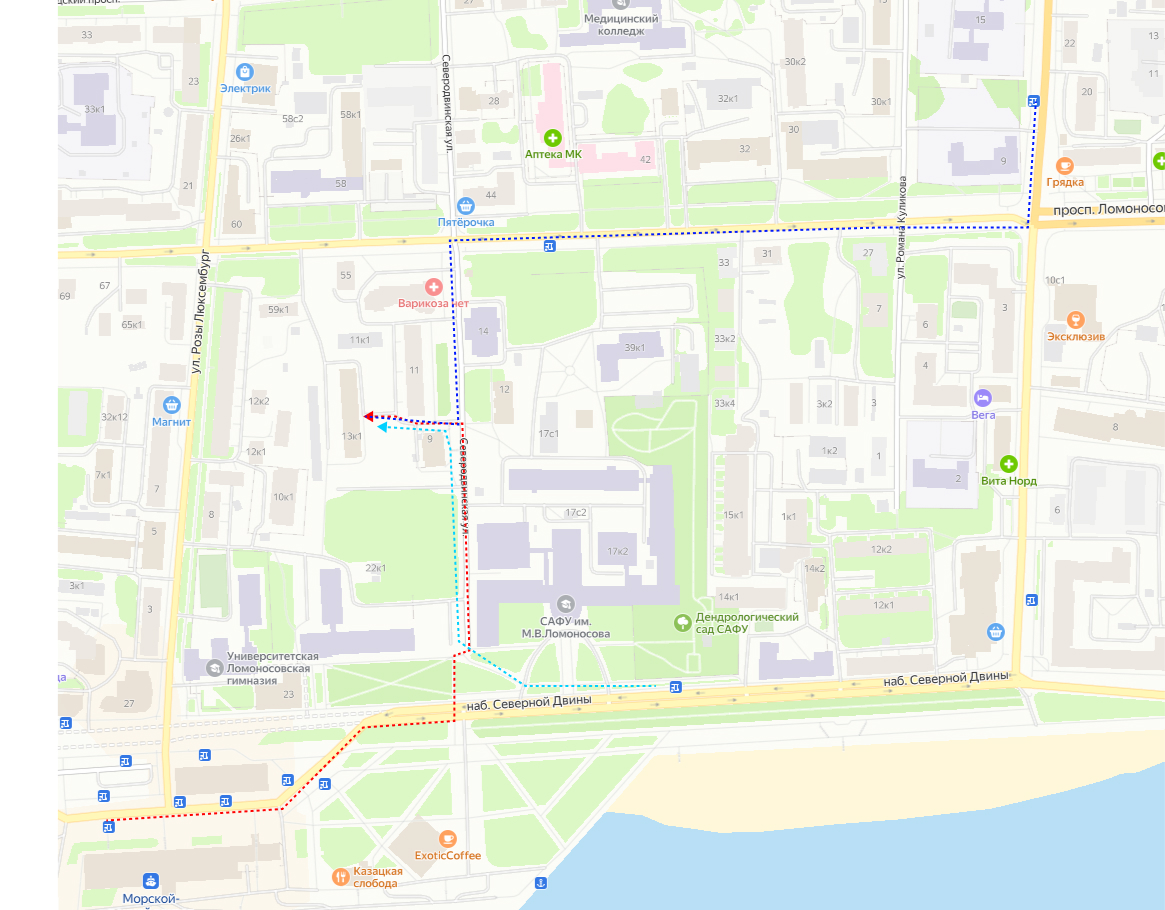 дский просп.
27
Медицинский
колледж
15
13
33
22
11
23
30к2
Электрик
Северодвинская ул.
20
33к1
58с2
58к1
28
32к1
30к1
26к1
Аптека МК
30
32
42
9
Грядка
21
58
44
ул. Романа Куликова
просп. Ломоносов
60
Пятёрочка
ул. Розы Люксембург
31
27
33
55
67
69
Варикоза нет
10с1
59к1
65к1
14
7
3
6
Эксклюзив
11к1
39к1
33к2
11
4
12
12к2
Вега
32к12
3к2
4
33к4
Магнит
13к1
9
17с1
8
12к1
Северодвинская ул.
1к2
1
7к1
Вита Норд
2
7
10к1
8
17с2
15к1
1к1
6
5
17к2
12к2
22к1
14к2
3к1
14к1
3
12к1
САФУ им.
М.В.Ломоносова
Дендрологический
сад САФУ
Университетская
Ломоносовская
гимназия
да
23
27
наб. Северной Двины
наб. Северной Двины
ExoticCoffee
Казацкая
слобода
Морской-